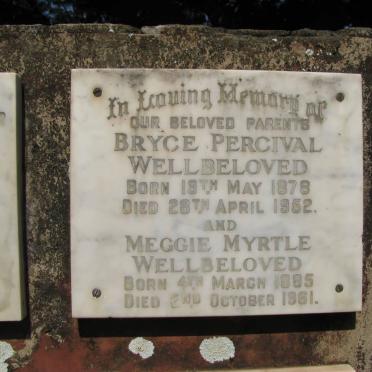 In Loving Memory of
OUR BELOVED PARENTS
BRYCE PERCIVAL
WELLBELOVED
BORN 19TH MAY 1878
DIED 28TH APRIL 1952.
AND
MEGGIE MYRTLE
WELLBELOVED
BORN 4TH MARCH 1885
DIED 2ND OCTOBER 1961.